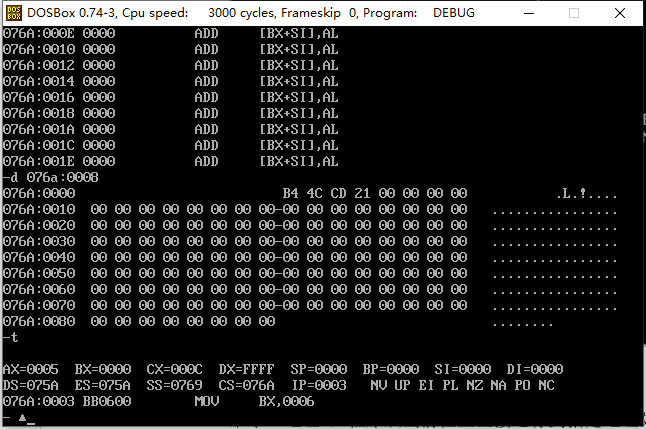 DOSBox 0.74-3, Cpu speed: 3000 cycles, Frameskip 0, Program: DEBUG
076A:000E 0000 ADD [BX+SI],AL
076A:0010 0000 ADD [BX+SI],AL
076A:0012 0000 ADD [BX+SI],AL
076A:0014 0000 ADD [BX+SI],AL
076A:0016 0000 ADD [BX+SI],AL
076A:0018 0000 ADD [BX+SI],AL
076A:001A 0000 ADD [BX+SI],AL
076A:001C 0000 ADD [BX+SI],AL
076A:001E 0000 ADD [BX+SI],AL
-d 076a:0008
076A:0000 B4 4C CD 21 00 00 00 00 .L.!....
076A:0010 00 00 00 00 00 00 00 00-00 00 00 00 00 00 00 00 ................
076A:0020 00 00 00 00 00 00 00 00-00 00 00 00 00 00 00 00 ................
076A:0030 00 00 00 00 00 00 00 00-00 00 00 00 00 00 00 00 ................
076A:0040 00 00 00 00 00 00 00 00-00 00 00 00 00 00 00 00 ................
076A:0050 00 00 00 00 00 00 00 00-00 00 00 00 00 00 00 00 ................
076A:0060 00 00 00 00 00 00 00 00-00 00 00 00 00 00 00 00 ................
076A:0070 00 00 00 00 00 00 00 00-00 00 00 00 00 00 00 00 ................
076A:0080 00 00 00 00 00 00 00 00 ........
-t
AX=0005 BX=0000 CX=000C DX=FFFF SP=0000 BP=0000 SI=0000 DI=0000
DS=075A ES=075A SS=0769 CS=076A IP=0003 NV UP EI PL NZ NA PO NC
076A:0003 BB0600 MOV BX,0006
- ▲_